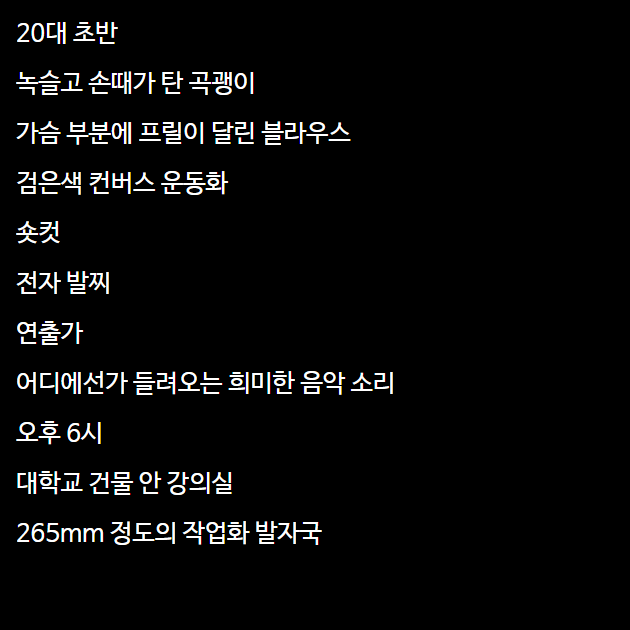 20대 초반
녹슬고 손때가 탄 곡괭이
가슴 부분에 프릴이 달린 블라우스
검은색 컨버스 운동화
숏컷
전자 발찌
연출가
어디에선가 들려오는 희미한 음악 소리
오후 6시
대학교 건물 안 강의실
265mm 정도의 작업화 발자국